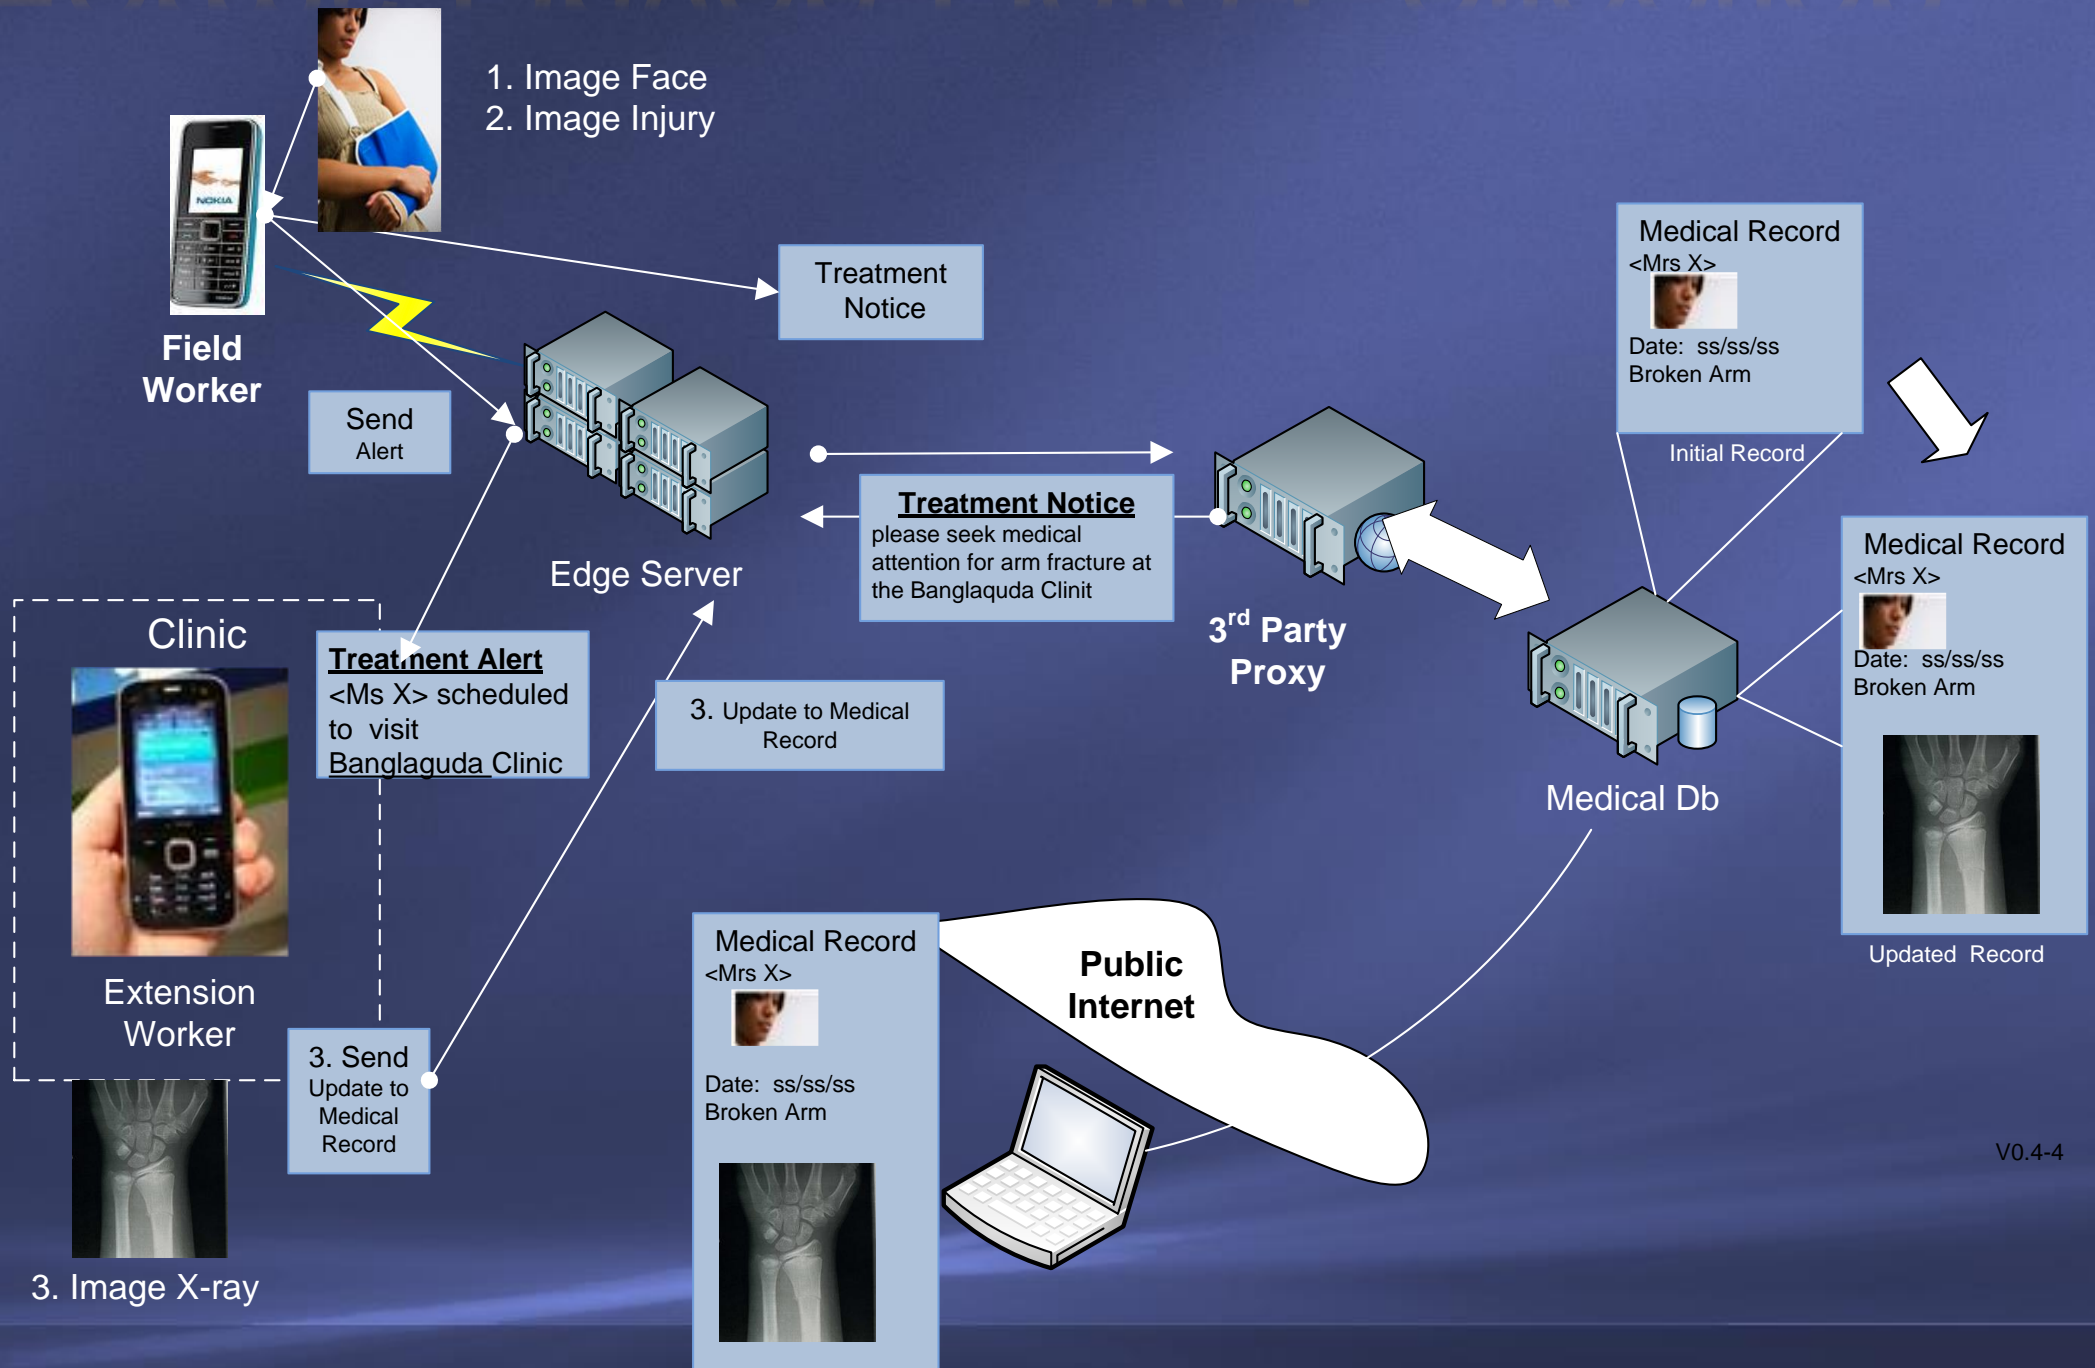 1. Image Face
2. Image Injury
NOKIA
Field
Worker
Treatment
Notice
Send
Alert
Edge Server
Treatment Notice
please seek medical
attention for arm fracture at
the Banglaquda Clinit
3rd Party
Proxy
Medical Record
<Mrs X>
Date: ss/ss/ss
Broken Arm
Initial Record
Medical Record
<Mrs X>
Date: ss/ss/ss
Broken Arm
Updated Record
Medical Db
Clinic
Treatment Alert
<Ms X> scheduled
to visit
Banglaguda Clinic
Extension
Worker
3. Update to Medical
Record
3. Send
Update to
Medical
Record
3. Image X-ray
Medical Record
<Mrs X>
Date: ss/ss/ss
Broken Arm
Public
Internet
V0.4-4